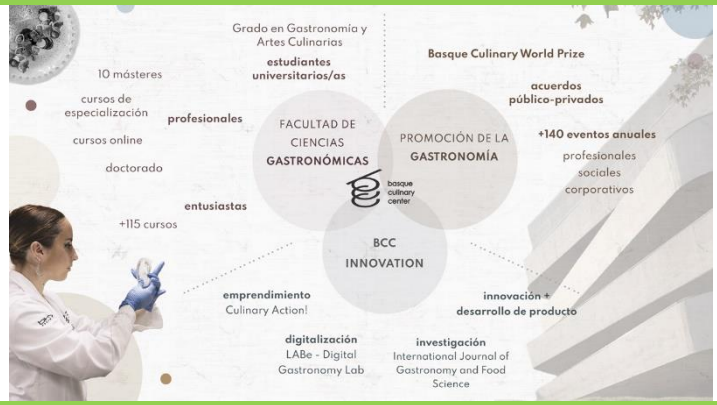 Grado en Gastronomía y
Artes Culinarias
estudiantes
universitarios/as
10 másteres
cursos de
especialización
cursos online
doctorado
profesionales
entusiastas
+115 cursos
FACULTAD DE
CIENCIAS
GASTRONÓMICAS
Basque Culinary World Prize
acuerdos
público-privados
+140 eventos anuales
profesionales
sociales
corporativos
PROMOCIÓN DE LA
GASTRONOMÍA
basque
culinary
center
BCC
INNOVATION
emprendimiento
Culinary Action!
digitalización
LABe - Digital
Gastronomy Lab
investigación
International Journal of
Gastronomy and Food
Science
innovación +
desarrollo de producto